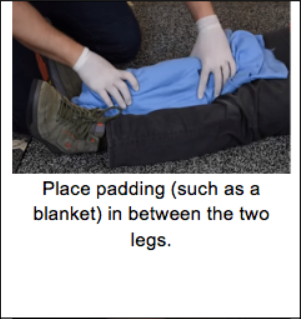 Place padding (such as a
blanket) in between the two
legs.